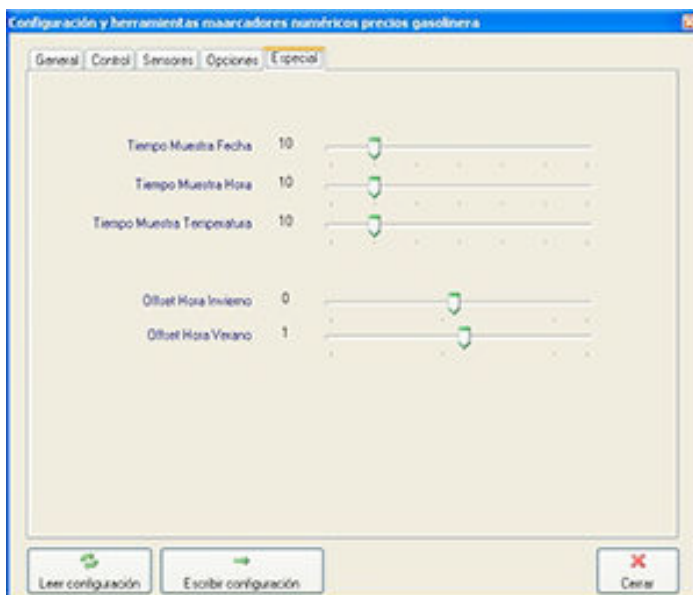 Configuración y herramientas maarcadores numéricos precios gasolinera
General Control Sensores Opciones Especial
Tiempo Muestra Fecha 10
Tiempo Muestra Hora 10
Tiempo Muestra Temperatura 10
Offset Hora Invierno 0
Offset Hora Verano 1
Leer configuración Escribir configuración Cerrar